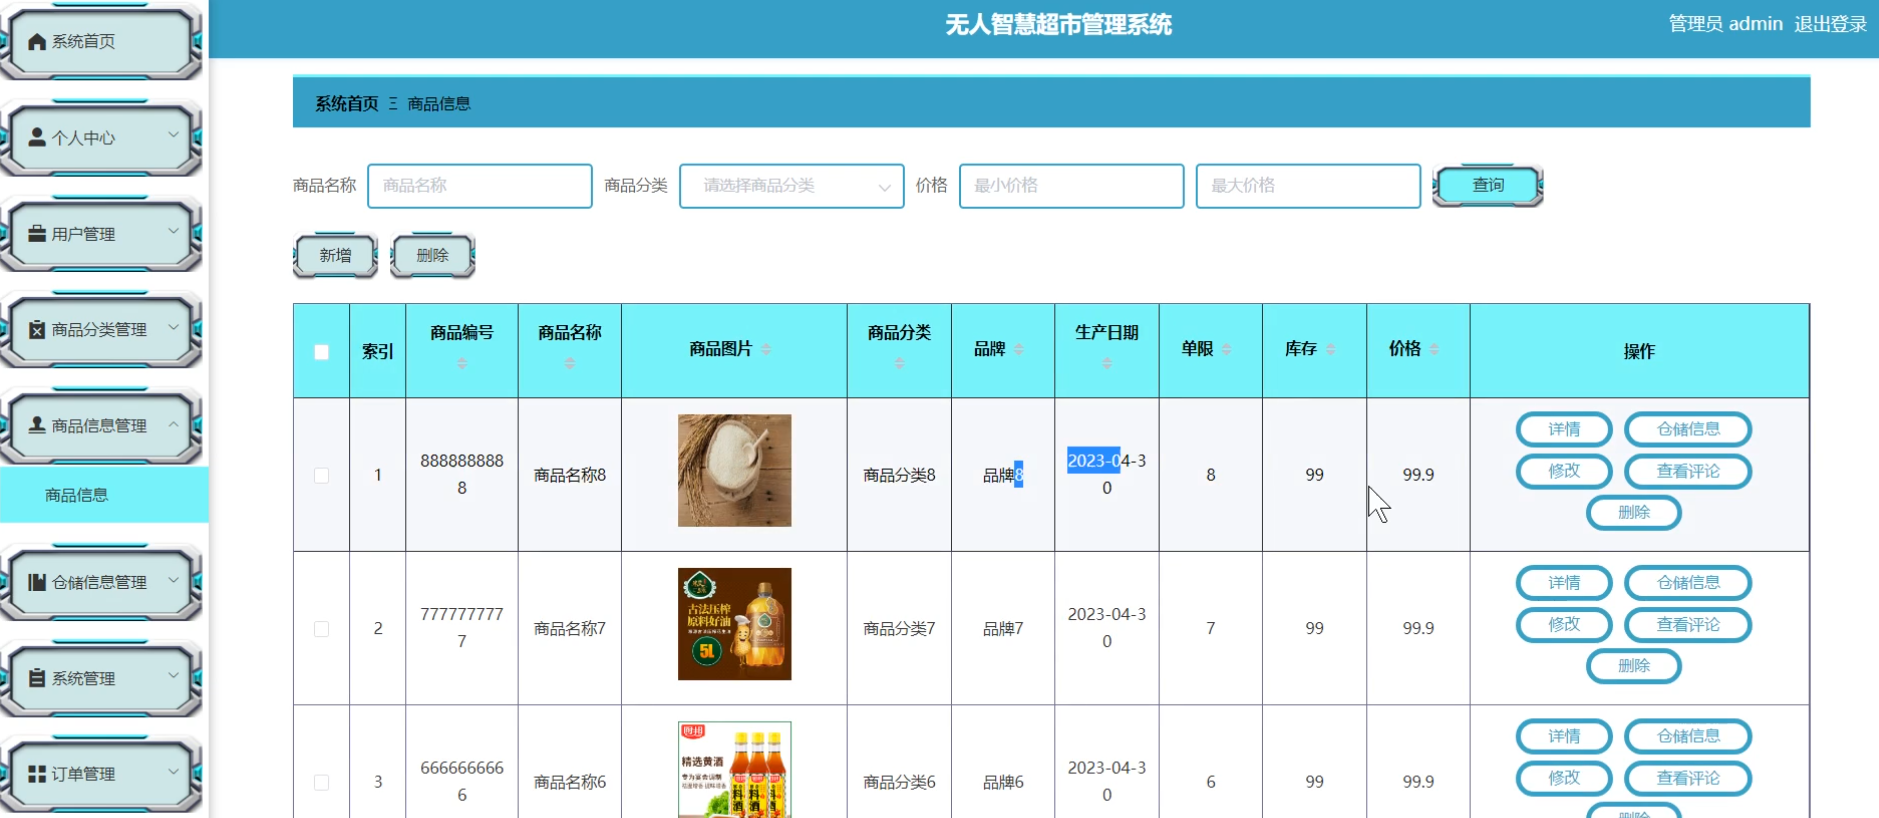 系统首页
个人中心
用户管理
商品分类管理
商品信息管理
商品信息
仓储信息管理
系统管理
订单管理
无人智慧超市管理系统
管理员 admin 退出登录
系统首页 Ξ 商品信息
商品名称 商品名称 商品分类 请选择商品分类 价格 最小价格 最大价格 查询
新增 删除
索引 商品编号 商品名称 商品图片 商品分类 品牌 生产日期 单限 库存 价格 操作
1 888888888 商品名称8 商品分类8 品牌8 2023-04-3 8 99 99.9
8 0
详情 仓储信息
修改 查看评论
删除
2 777777777 商品名称7 商品分类7 品牌7 2023-04-3 7 99 99.9
7 0
古法压榨
原料好油
5L
详情 仓储信息
修改 查看评论
删除
3 666666666 商品名称6 商品分类6 品牌6 2023-04-3 6 99 99.9
6 0
精选黄酒
料酒 料酒 料酒
详情 仓储信息
修改 查看评论
删除